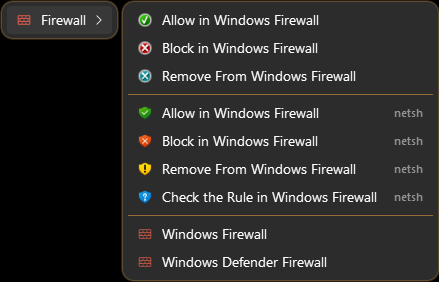 Firewall
Allow in Windows Firewall
Block in Windows Firewall
Remove From Windows Firewall
Allow in Windows Firewall netsh
Block in Windows Firewall netsh
Remove From Windows Firewall netsh
Check the Rule in Windows Firewall netsh
Windows Firewall
Windows Defender Firewall